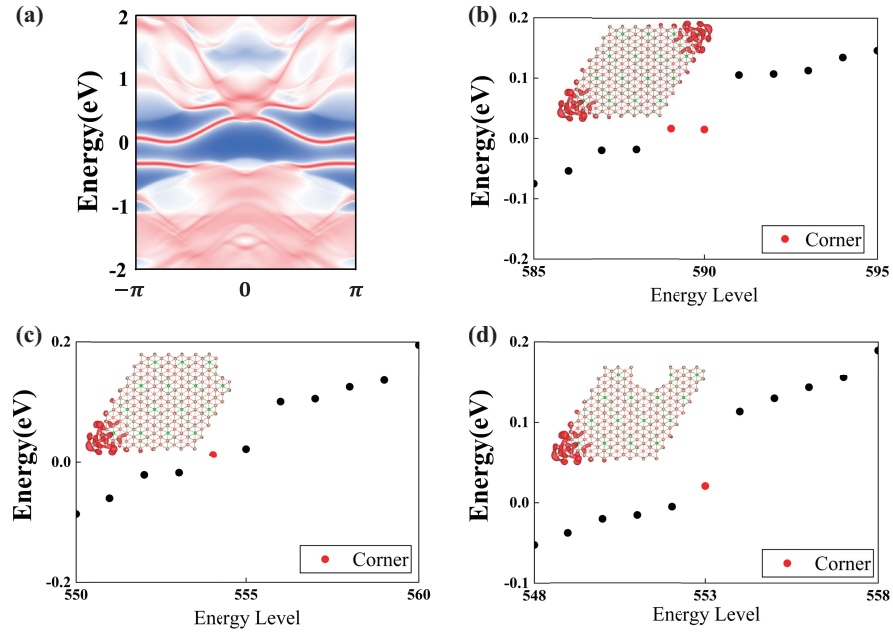 (a)
2
1
0
-1
-2
Energy(eV)
−π
0
π
(b)
0.2
0.1
0.0
-0.1
-0.2
Energy(eV)
585
590
595
Energy Level
Corner
(c)
0.2
0.0
-0.2
Energy(eV)
550
555
560
Energy Level
Corner
(d)
0.2
0.1
0.0
-0.1
Energy(eV)
548
553
558
Energy Level
Corner